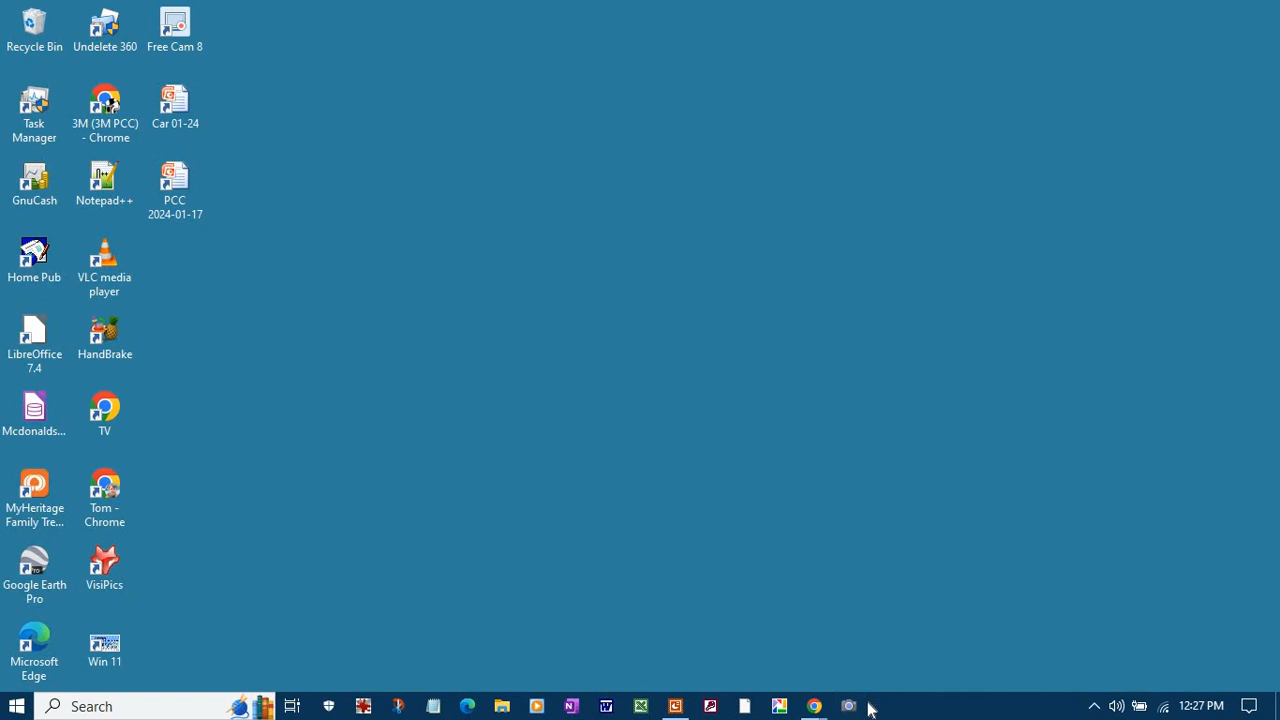 Recycle Bin
Undelete 360
Free Cam 8
Task
Manager
3M (3M PCC)
- Chrome
Car 01-24
GnuCash
Notepad++
PCC
2024-01-17
Home Pub
VLC media
player
LibreOffice
7.4
HandBrake
Mcdonalds...
TV
MyHeritage
Family Tre...
Tom -
Chrome
Google Earth
Pro
VisiPics
Microsoft
Edge
Win 11
Search
12:27 PM